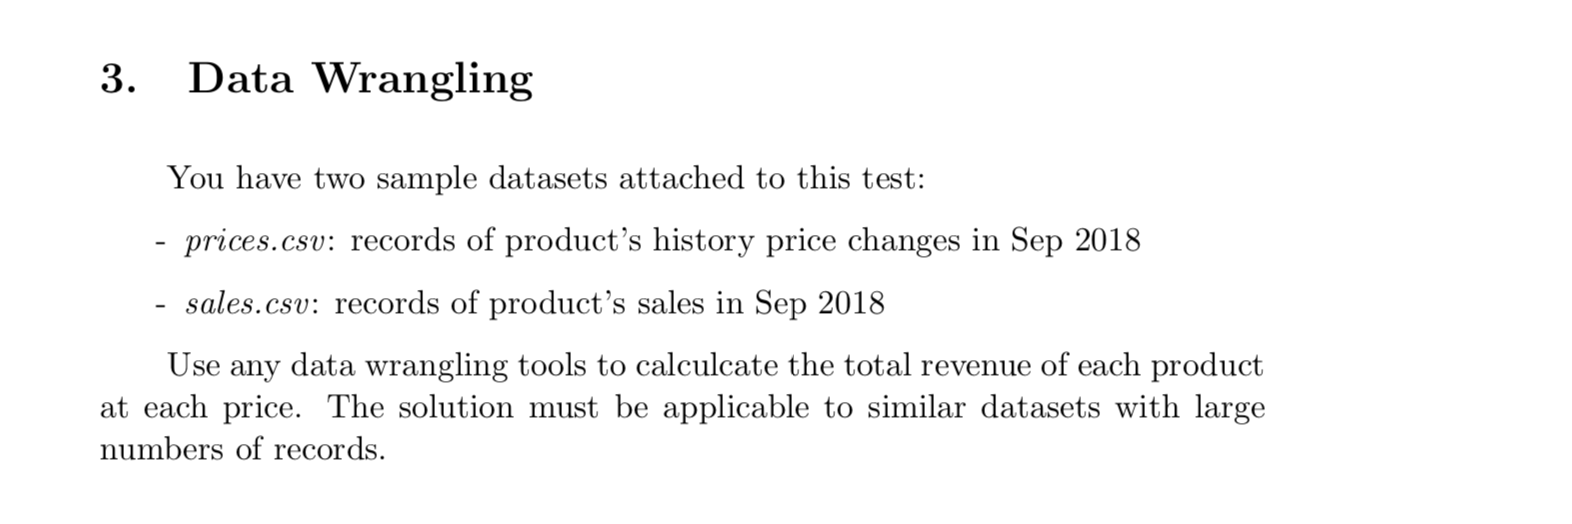 3. Data Wrangling
You have two sample datasets attached to this test:
- prices.csv: records of product's history price changes in Sep 2018
- sales.csv: records of product's sales in Sep 2018
Use any data wrangling tools to calculcate the total revenue of each product
at each price. The solution must be applicable to similar datasets with large
numbers of records.